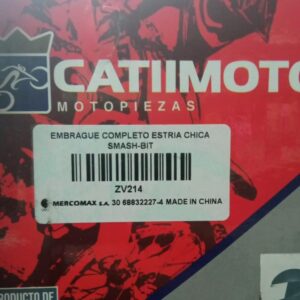 CATIIMOTO
MOTOPIEZAS
EMBRAGUE COMPLETO ESTRIA CHICA
SMASH-BIT
ZV214
MERCOMAX S.A. 30 68832227-4 MADE IN CHINA
PRODUCTO DE